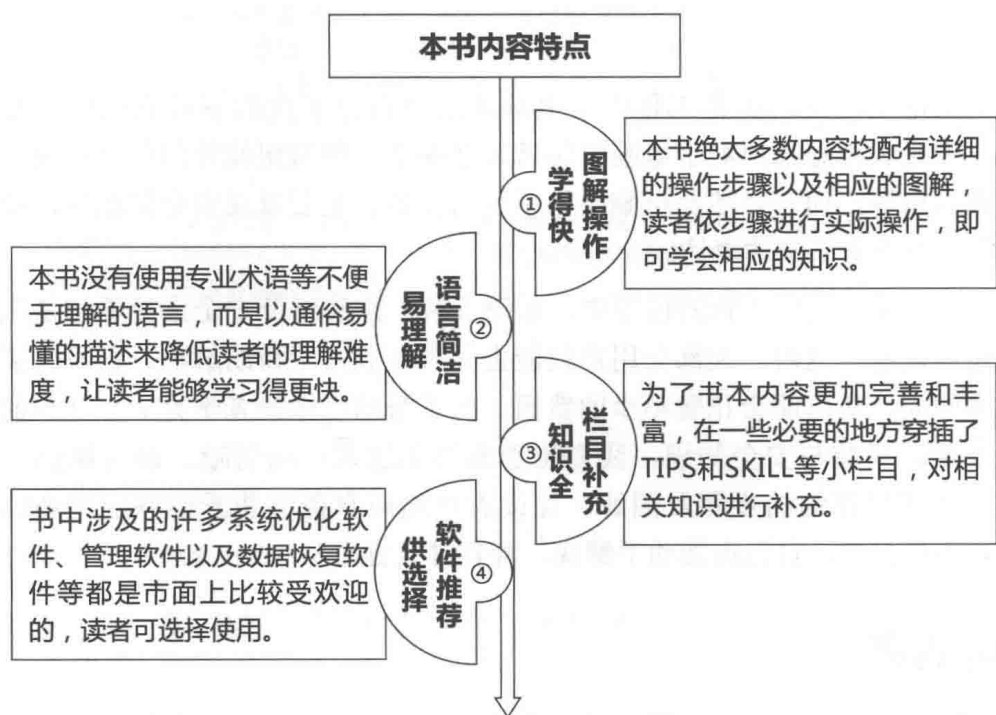 本书内容特点
①
图解操作
学得快
本书绝大多数内容均配有详细
的操作步骤以及相应的图解，
读者依步骤进行实际操作，即
可学会相应的知识。
②
语言简洁
易理解
本书没有使用专业术语等不便
于理解的语言，而是以通俗易
懂的描述来降低读者的理解难
度，让读者能够学习得更快。
③
栏目补充
知识全
为了书本内容更加完善和丰
富，在一些必要的地方穿插了
TIPS和SKILL等小栏目，对相
关知识进行补充。
④
软件推荐
供选择
书中涉及的许多系统优化软
件、管理软件以及数据恢复软
件等都是市面上比较受欢迎
的，读者可选择使用。